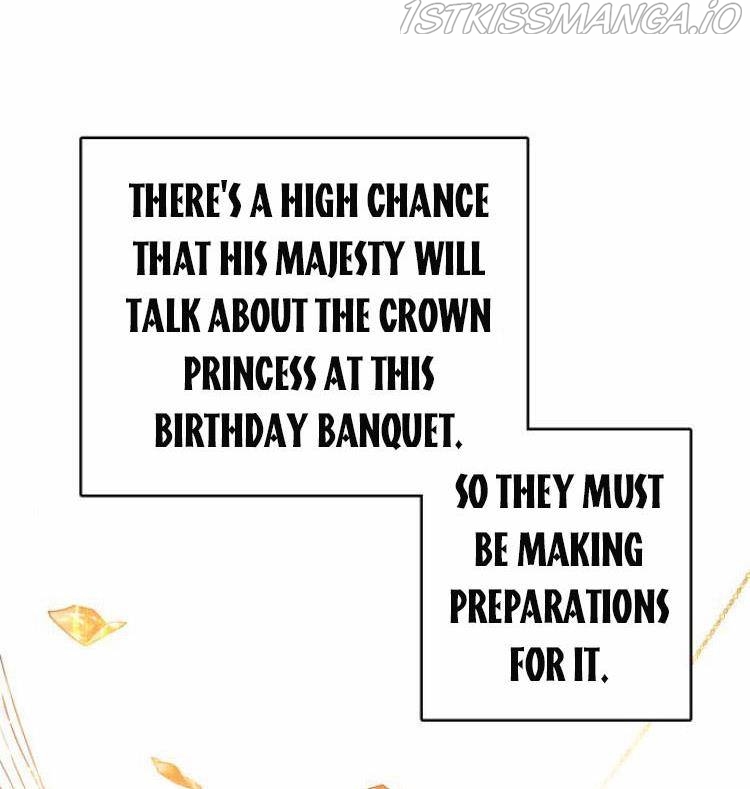 1STKISSMANGA.IO
THERE'S A HIGH CHANCE
THAT HIS MAJESTY WILL
TALK ABOUT THE CROWN
PRINCESS AT THIS
BIRTHDAY BANQUET.
SO THEY MUST
BE MAKING
PREPARATIONS
FOR IT.